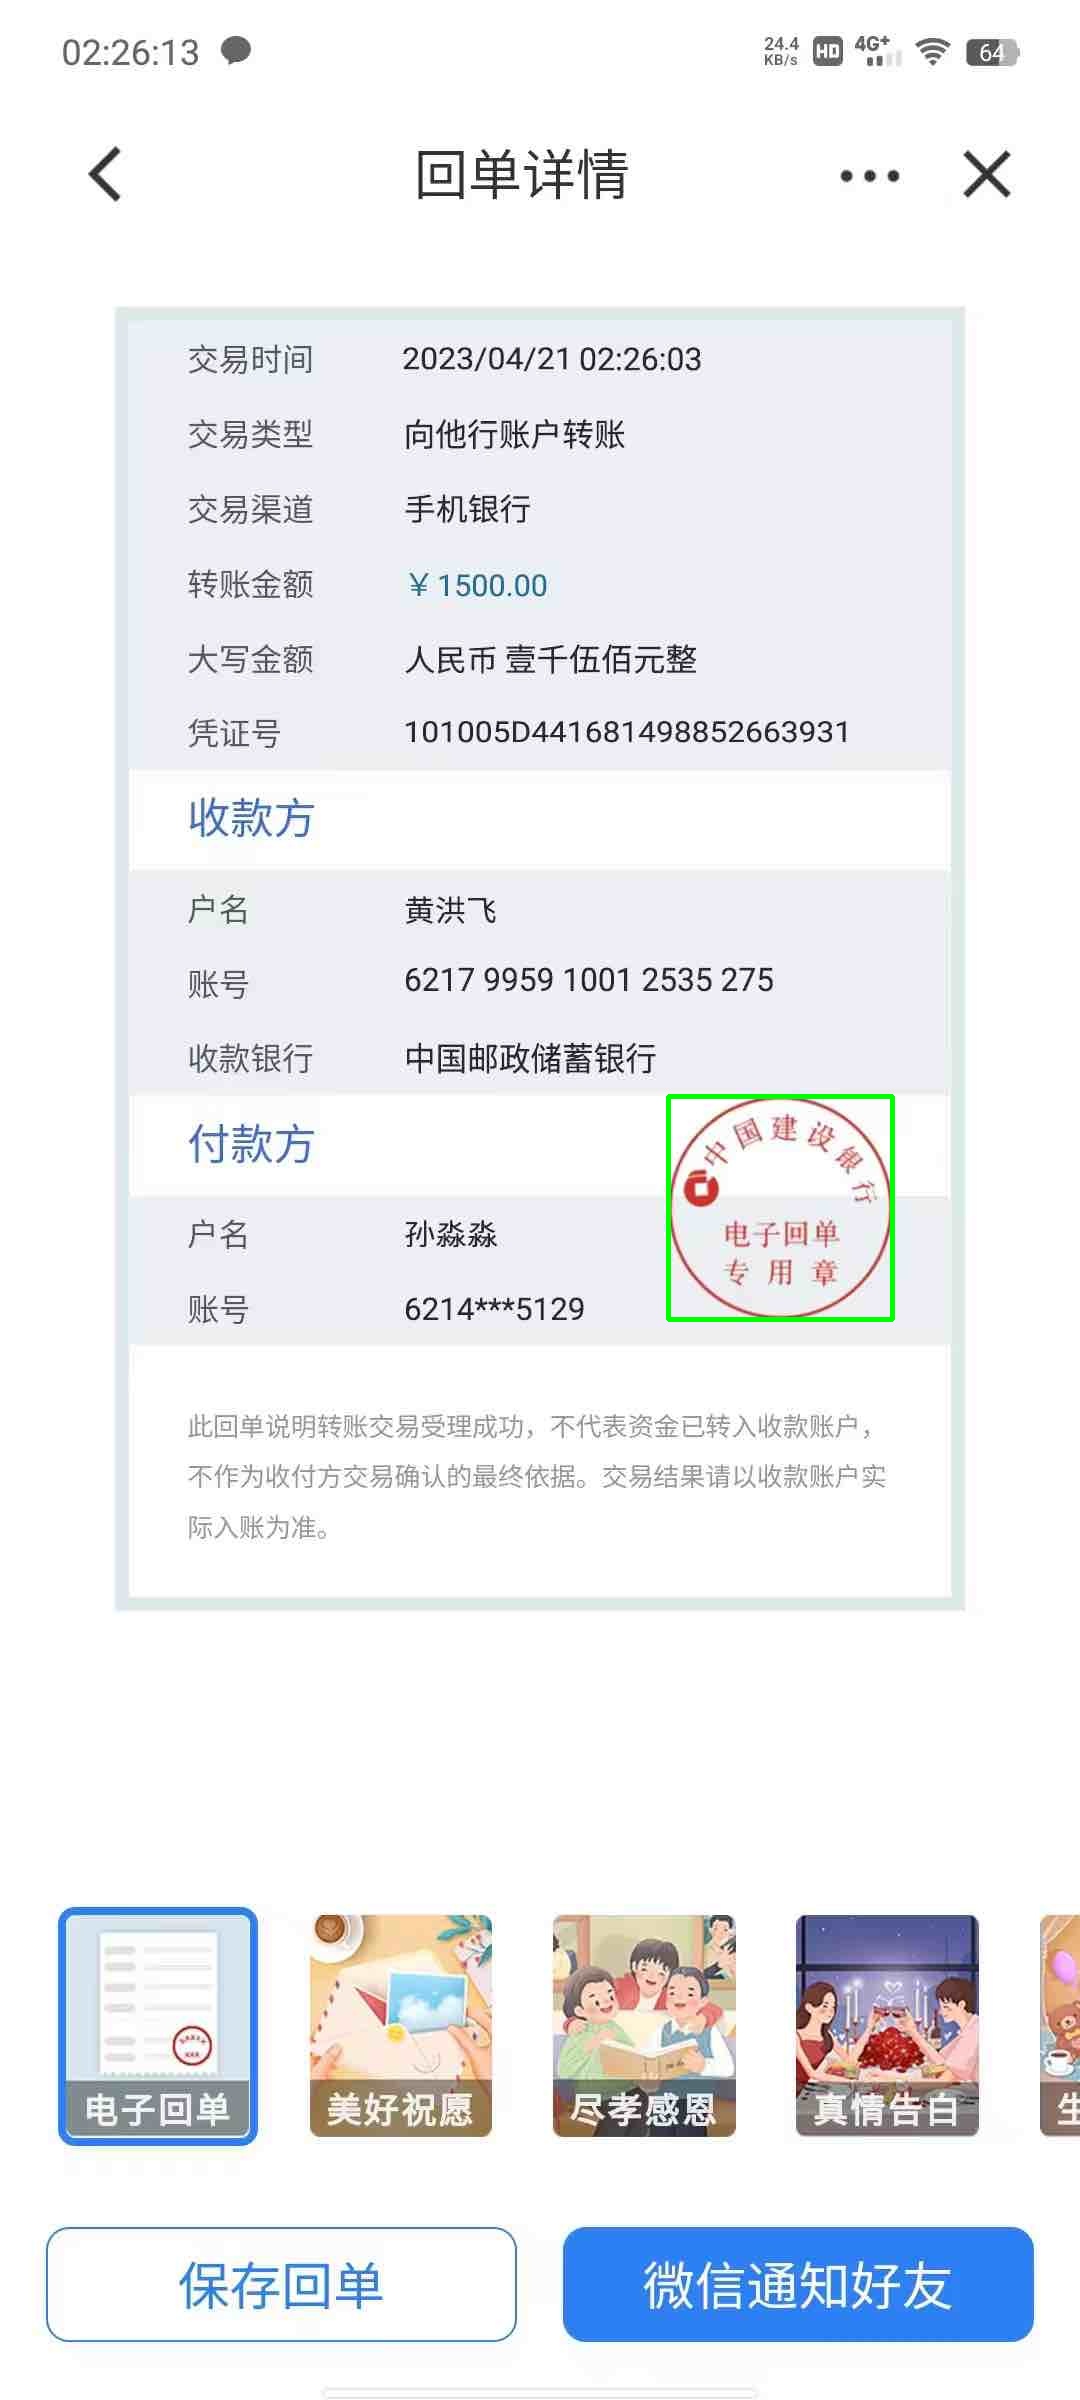 02:26:13
24.4 KB/s HD 4G+ 64
回单详情
交易时间 2023/04/21 02:26:03
交易类型 向他行账户转账
交易渠道 手机银行
转账金额 ￥1500.00
大写金额 人民币 壹千伍佰元整
凭证号 101005D441681498852663931
收款方
户名 黄洪飞
账号 6217 9959 1001 2535 275
收款银行 中国邮政储蓄银行
付款方
中国建设银行
电子回单
专用章
户名 孙淼淼
账号 6214***5129
此回单说明转账交易受理成功，不代表资金已转入收款账户，
不作为收付方交易确认的最终依据。交易结果请以收款账户实
际入账为准。
电子回单 美好祝愿 尽孝感恩 真情告白 生
保存回单 微信通知好友